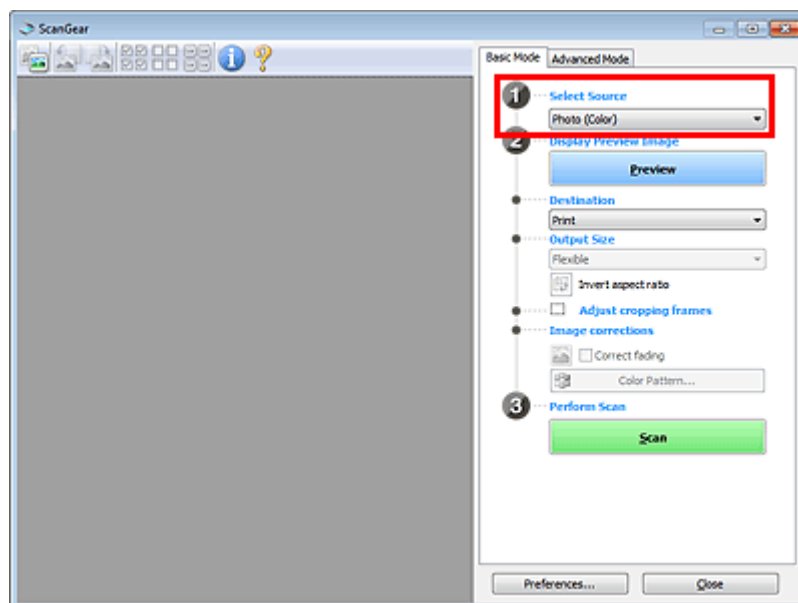 ScanGear
Basic Mode
Advanced Mode
1
Select Source
Photo (Color)
2
Display Preview Image
Preview
Destination
Print
Output Size
Flexible
Invert aspect ratio
Adjust cropping frames
Image corrections
Correct fading
Color Pattern...
3
Perform Scan
Scan
Preferences...
Close